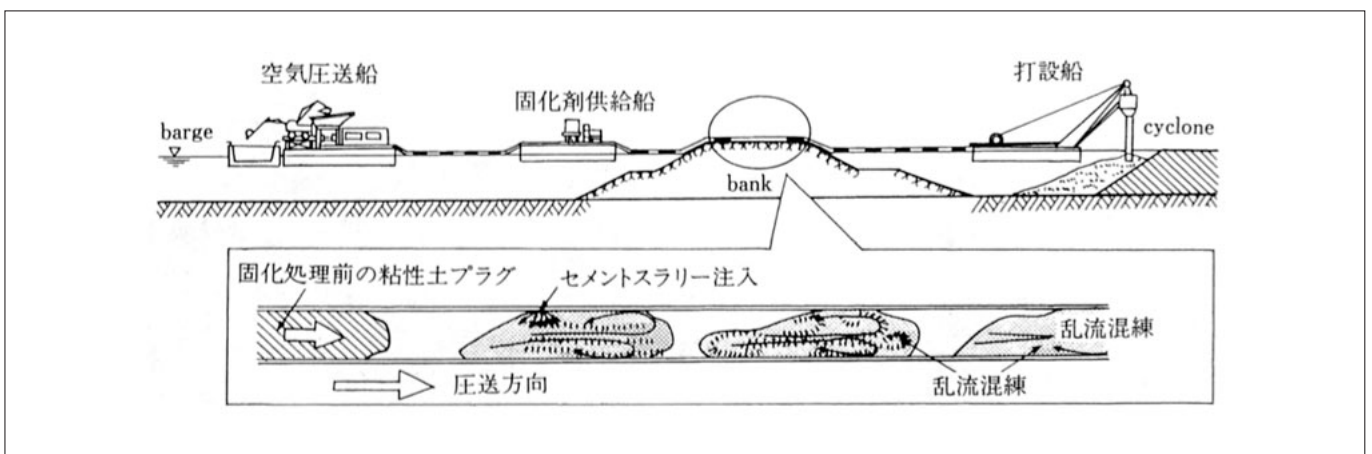 空気圧送船
固化剤供給船
打設船
barge
cyclone
bank
固化処理前の粘性土プラグ
セメントスラリー注入
乱流混練
乱流混練
圧送方向